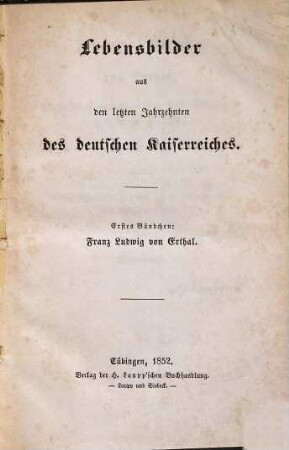 Lebensbilder
aus
den letzten Jahrzehnten
des deutschen Kaiserreiches.
Erstes Bändchen:
Franz Ludwig von Erthal.
Tübingen, 1852.
Verlag der H. Laupp'schen Buchhandlung.
— Laupp und Siebeck. —